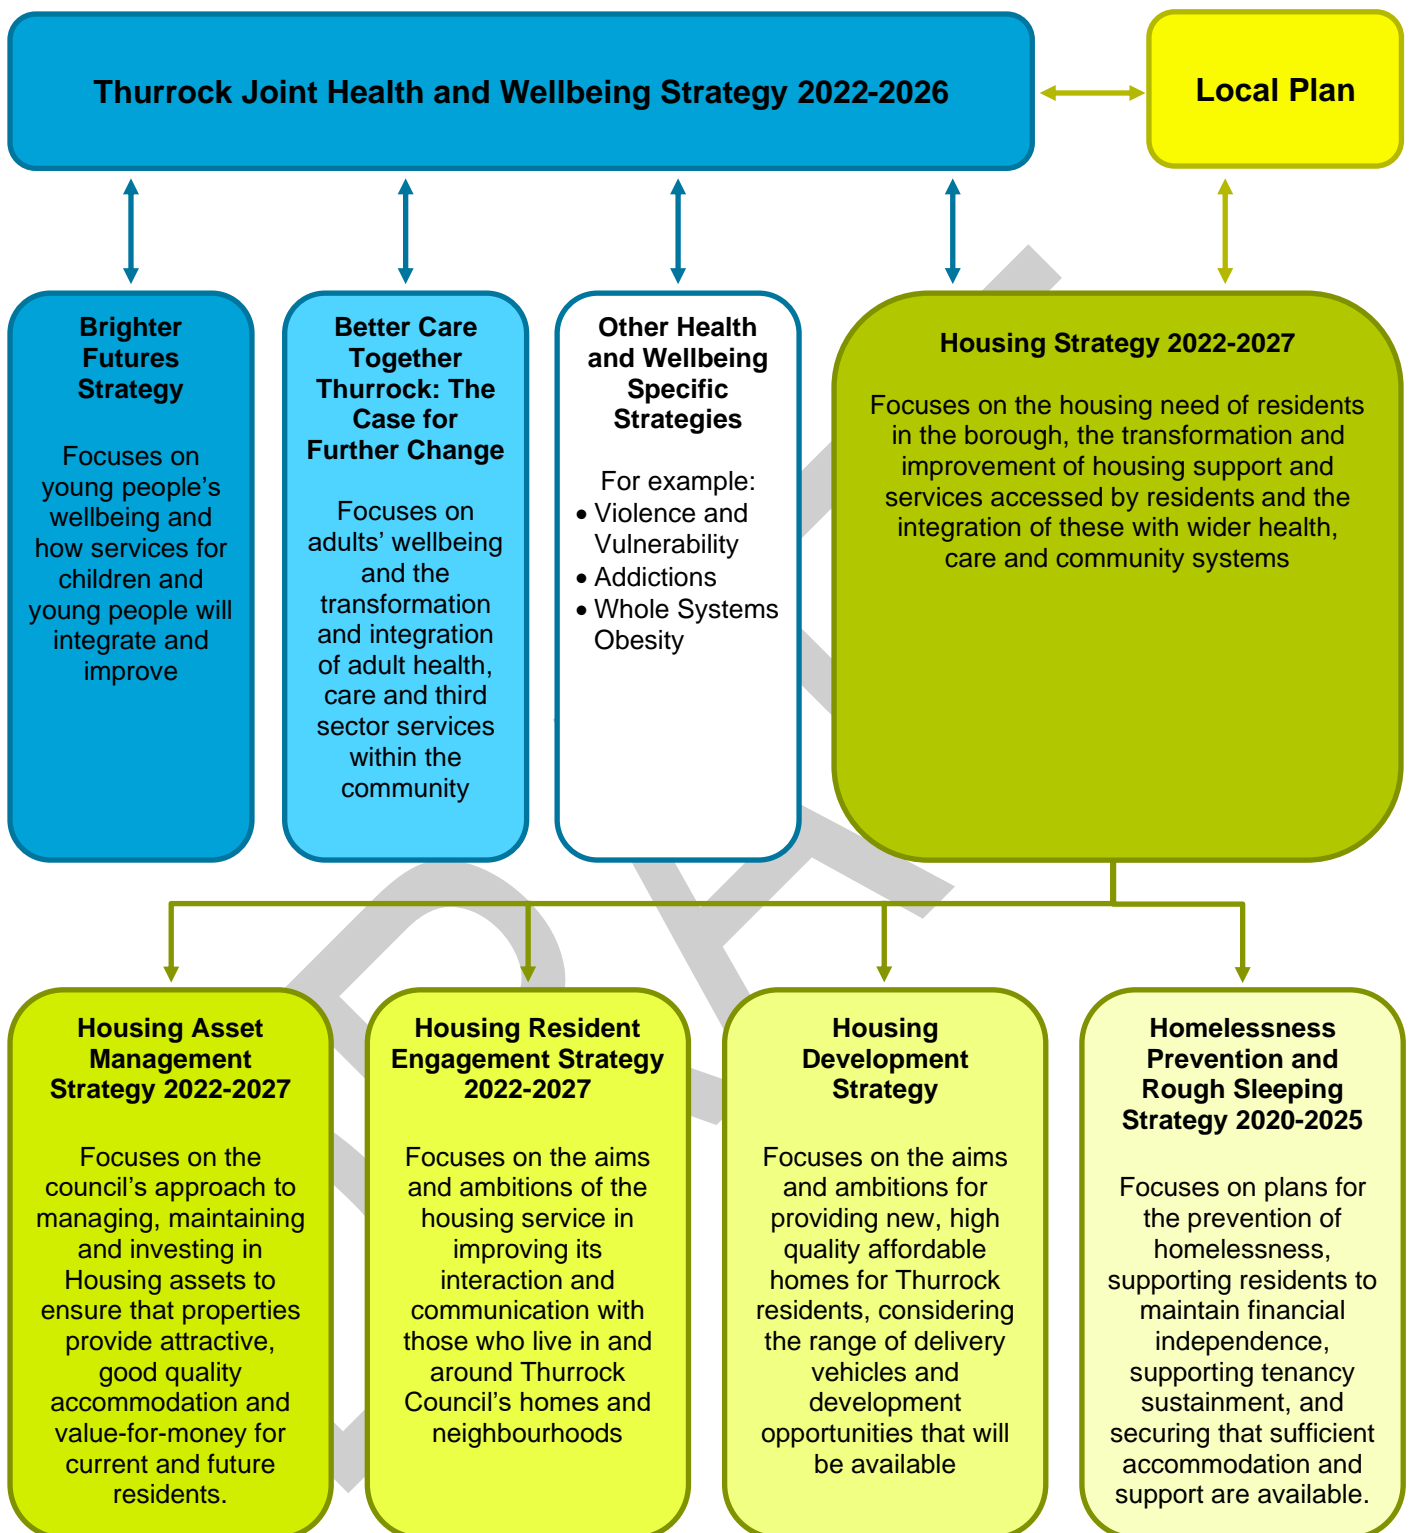 Thurrock Joint Health and Wellbeing Strategy 2022-2026
Local Plan
Brighter
Futures
Strategy
Focuses on
young people’s
wellbeing and
how services for
children and
young people will
integrate and
improve
Better Care
Together
Thurrock: The
Case for
Further Change
Focuses on
adults’ wellbeing
and the
transformation
and integration
of adult health,
care and third
sector services
within the
community
Other Health
and Wellbeing
Specific
Strategies
For example:
• Violence and
Vulnerability
• Addictions
• Whole Systems
Obesity
Housing Strategy 2022-2027
Focuses on the housing need of residents
in the borough, the transformation and
improvement of housing support and
services accessed by residents and the
integration of these with wider health,
care and community systems
Housing Asset
Management
Strategy 2022-2027
Focuses on the
council’s approach to
managing, maintaining
and investing in
Housing assets to
ensure that properties
provide attractive,
good quality
accommodation and
value-for-money for
current and future
residents.
Housing Resident
Engagement Strategy
2022-2027
Focuses on the aims
and ambitions of the
housing service in
improving its
interaction and
communication with
those who live in and
around Thurrock
Council’s homes and
neighbourhoods
Housing
Development
Strategy
Focuses on the aims
and ambitions for
providing new, high
quality affordable
homes for Thurrock
residents, considering
the range of delivery
vehicles and
development
opportunities that will
be available
Homelessness
Prevention and
Rough Sleeping
Strategy 2020-2025
Focuses on plans for
the prevention of
homelessness,
supporting residents to
maintain financial
independence,
supporting tenancy
sustainment, and
securing that sufficient
accommodation and
support are available.
DRAFT